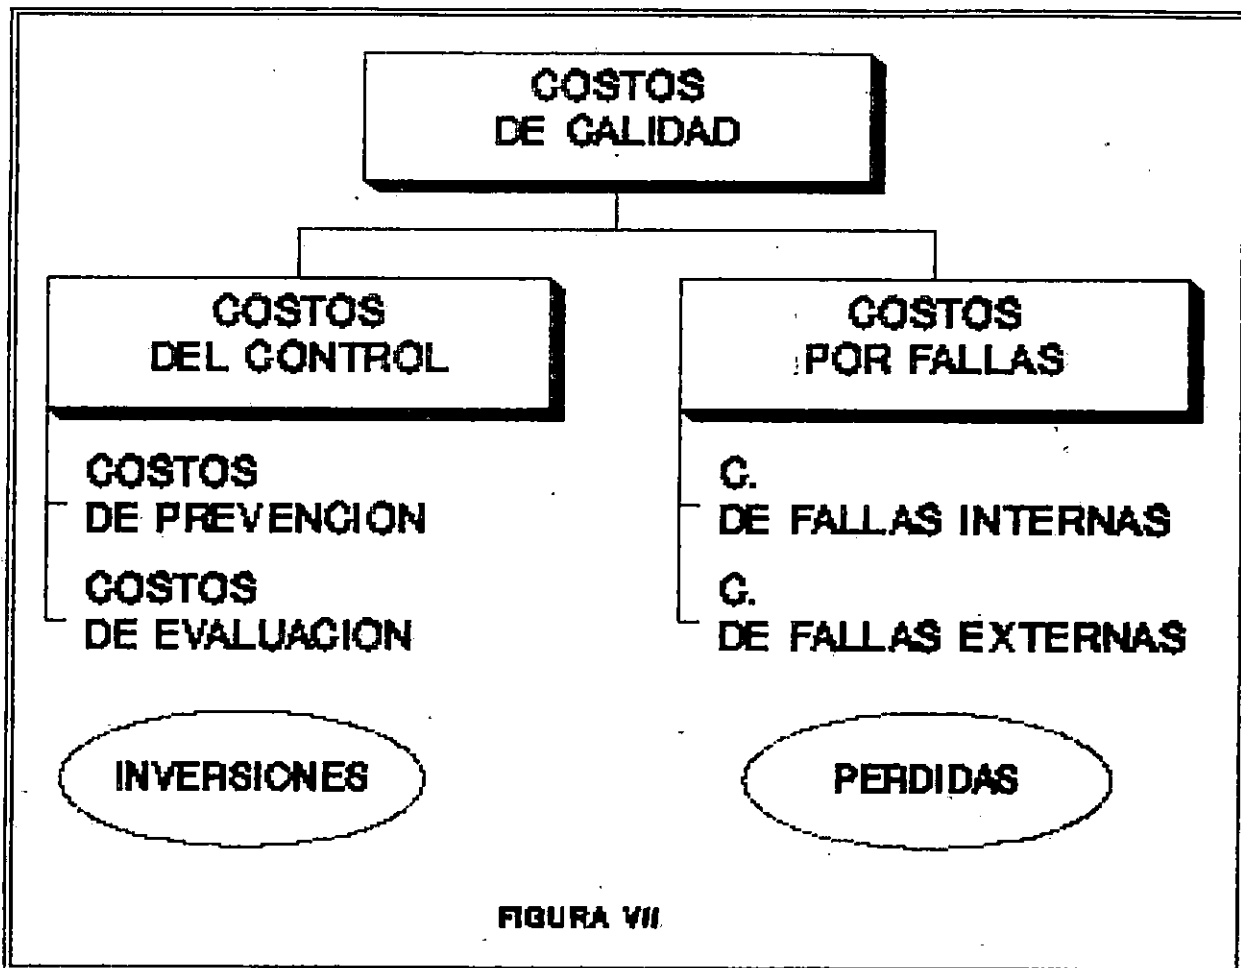 COSTOS
DE CALIDAD
COSTOS
DEL CONTROL
COSTOS
DE PREVENCION
COSTOS
DE EVALUACION
INVERSIONES
COSTOS
POR FALLAS
C.
DE FALLAS INTERNAS
C.
DE FALLAS EXTERNAS
PERDIDAS
FIGURA VII